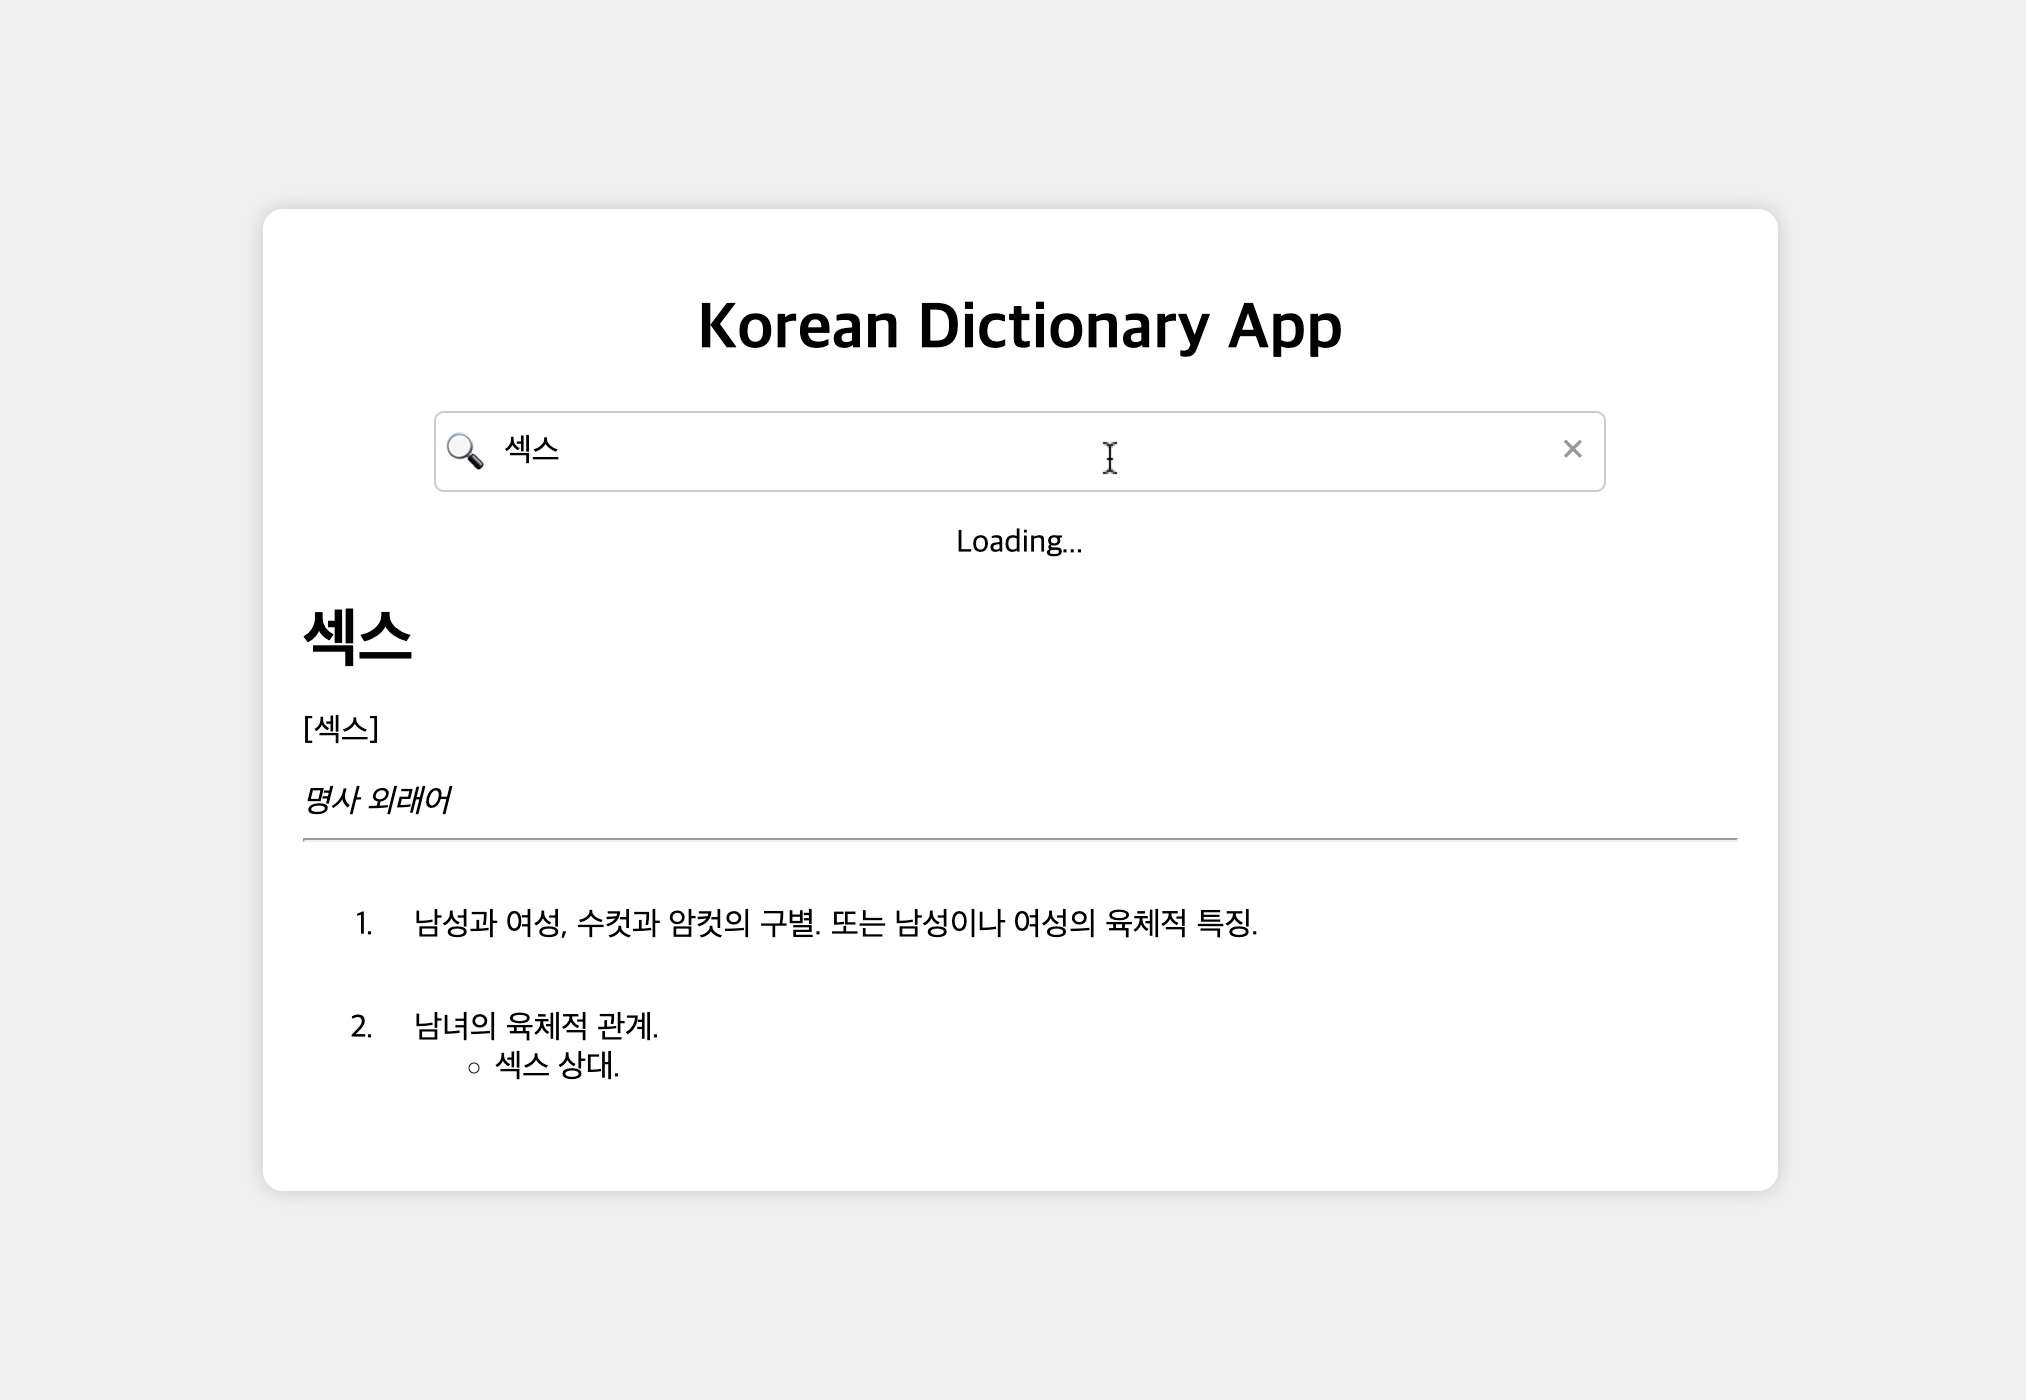 Korean Dictionary App
섹스
Loading...
섹스
[섹스]
명사 외래어
1. 남성과 여성, 수컷과 암컷의 구별. 또는 남성이나 여성의 육체적 특징.
2. 남녀의 육체적 관계.
섹스 상대.